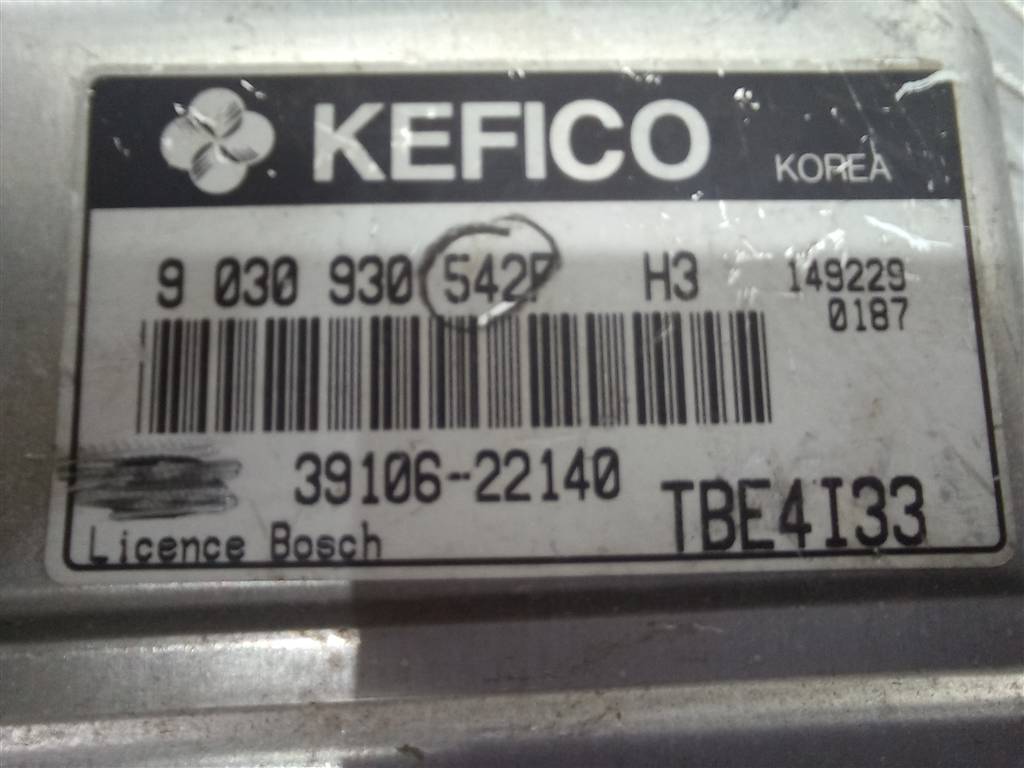 KEFICO KOREA
9 030 930 542F H3 149229
0187
39106-22140 TBE4I33
Licence Bosch